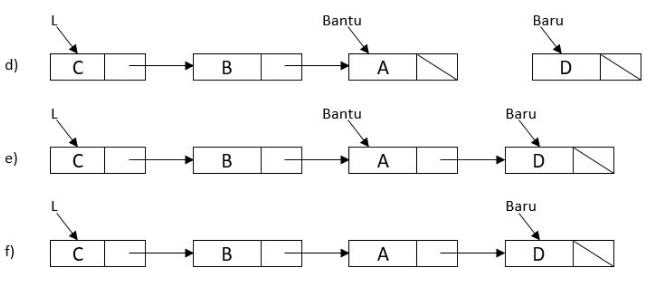 L Bantu Baru
d) C B A D
L Bantu Baru
e) C B A D
L Baru
f) C B A D